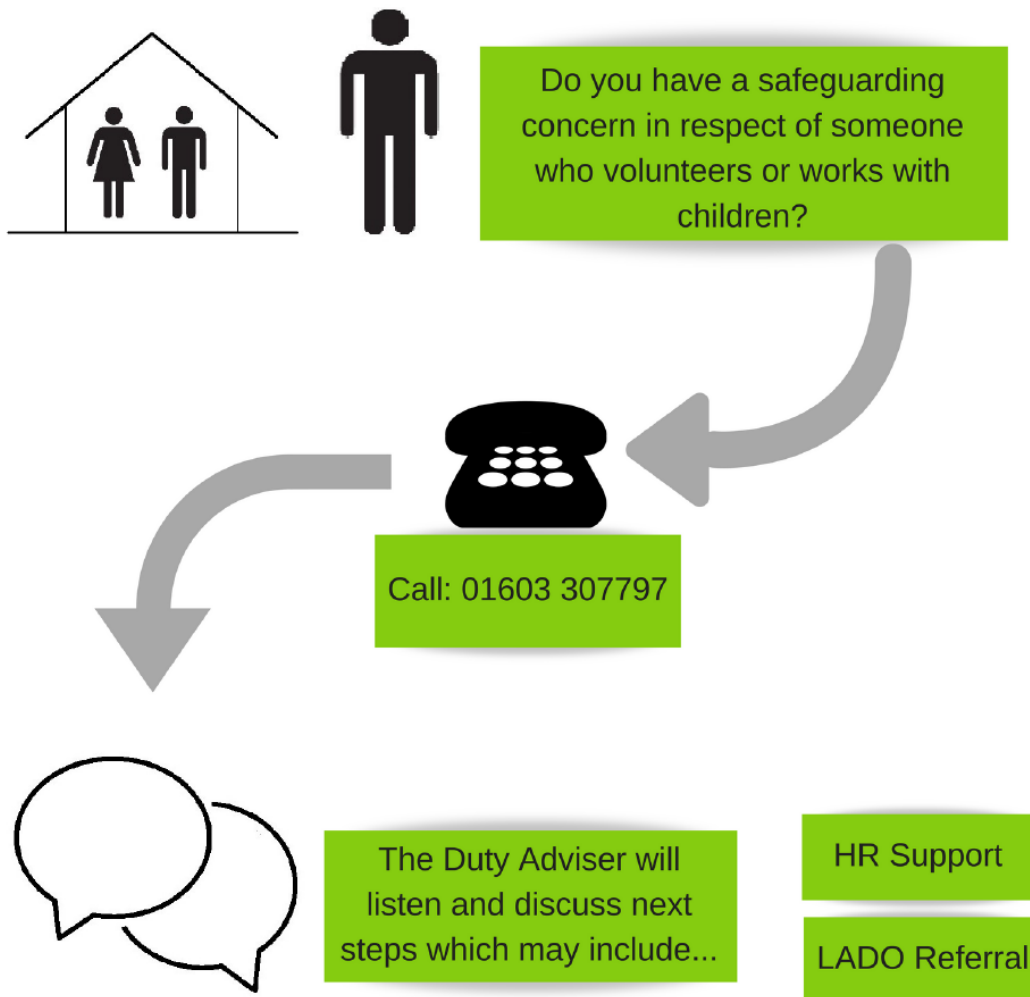 Do you have a safeguarding
concern in respect of someone
who volunteers or works with
children?
Call: 01603 307797
The Duty Adviser will
listen and discuss next
steps which may include...
HR Support
LADO Referral